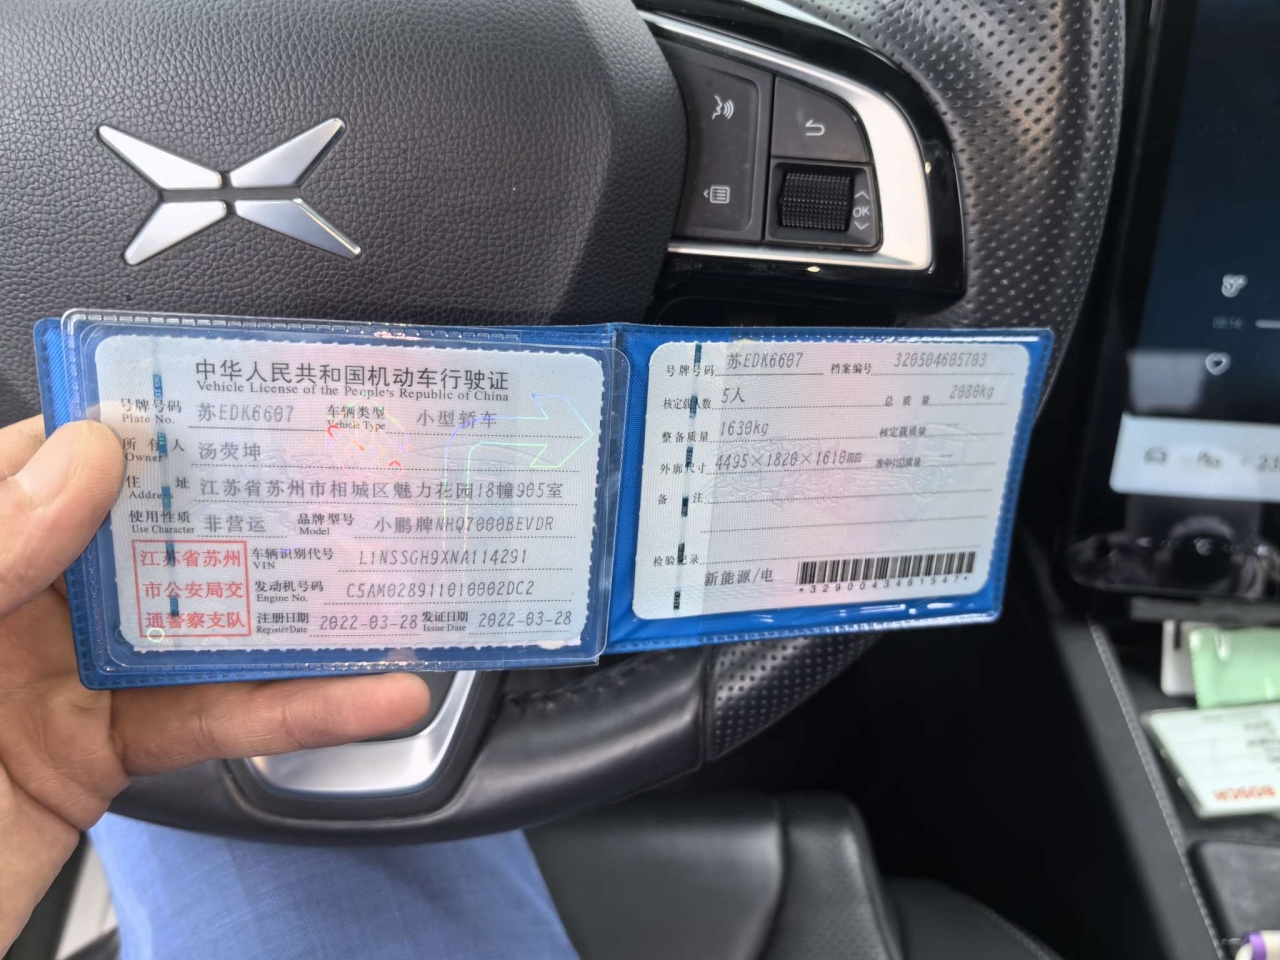 中华人民共和国机动车行驶证
Vehicle License of the People's Republic of China
号牌号码 苏EDK6607 车辆类型 小型轿车
Plate No. Vehicle Type
所有人 汤荧坤
Owner
住址 江苏省苏州市相城区魅力花园18幢905室
Address
使用性质 非营运 品牌型号 小鹏牌NHQ7000BEVDR
Use Character Model
江苏省苏州
市公安局交
通警察支队
车辆识别代号 L1NSSGH9XNA114291
VIN
发动机号码 C5AM028911010002DC2
Engine No.
注册日期 2022-03-28 发证日期 2022-03-28
Register Date Issue Date
号牌号码 苏EDK6607 档案编号 320504605703
核定载人数 5人 总质量 2080kg
整备质量 1630kg 核定载质量
外廓尺寸 4495×1820×1610mm 准牵引总质量
备注
检验记录
新能源/电
*3290043461547*
OK
BOSCH